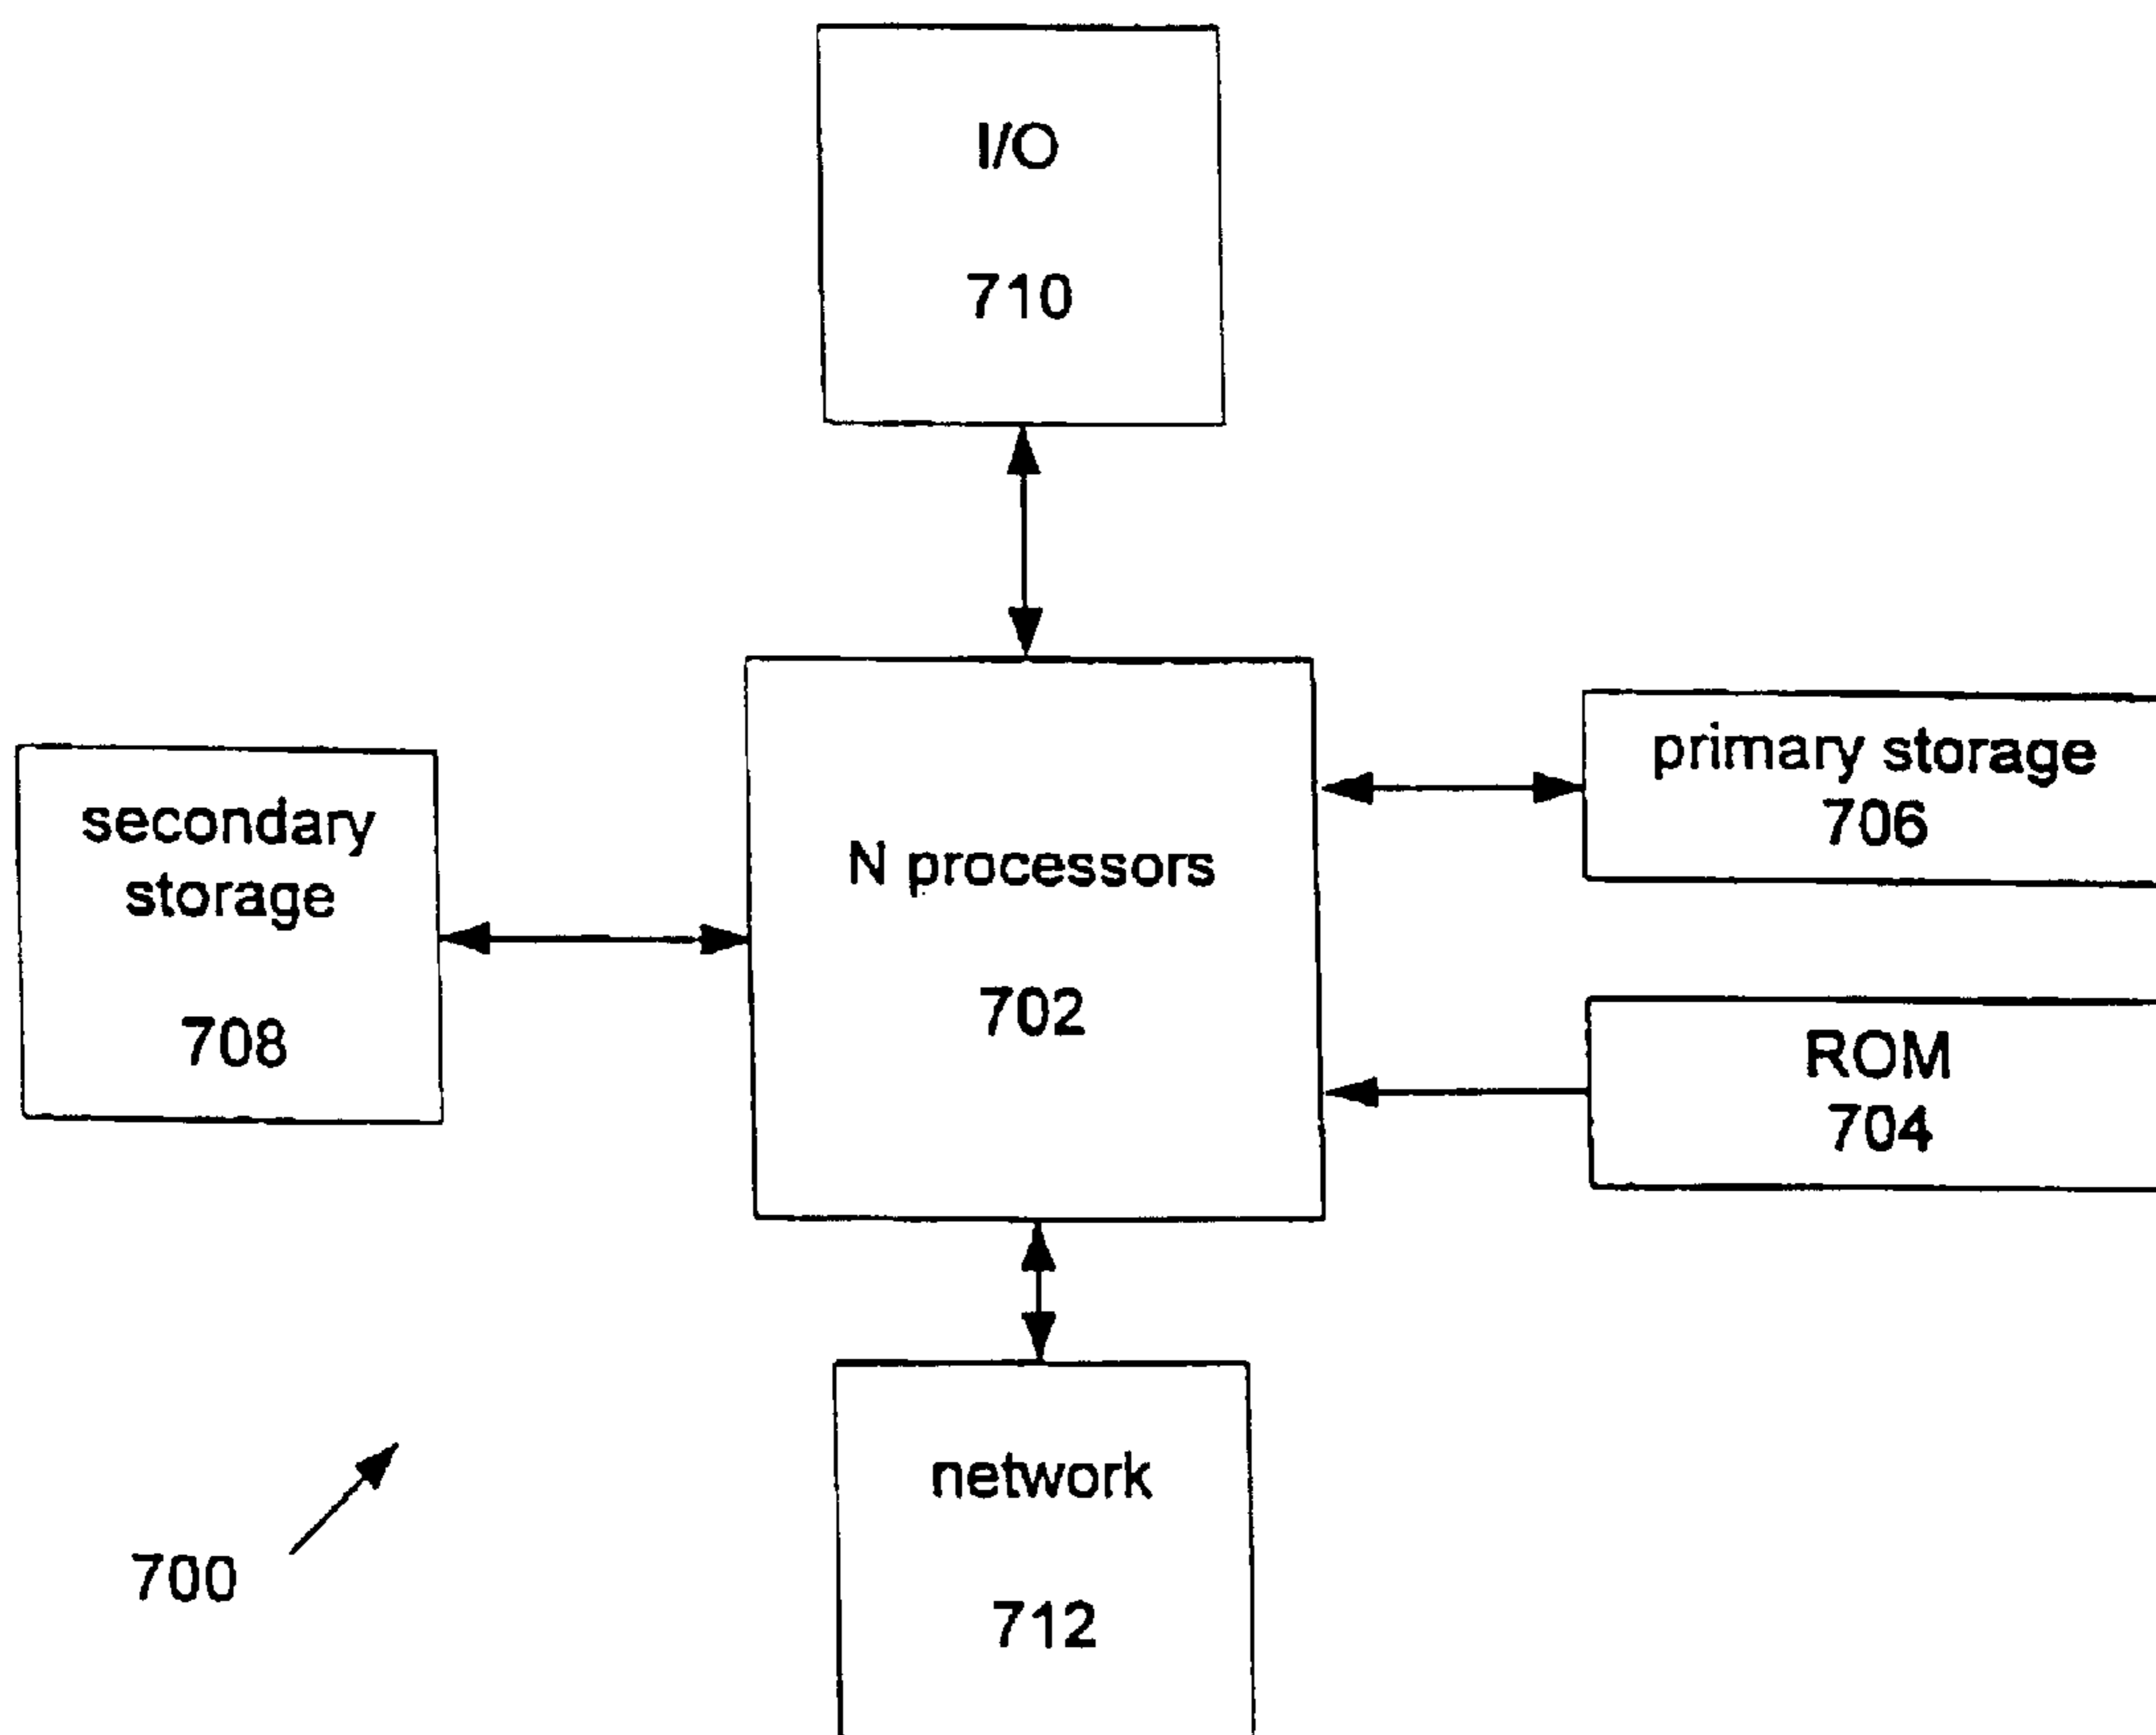 I/O
710
secondary
storage
708
N processors
702
primary storage
706
ROM
704
network
712
700